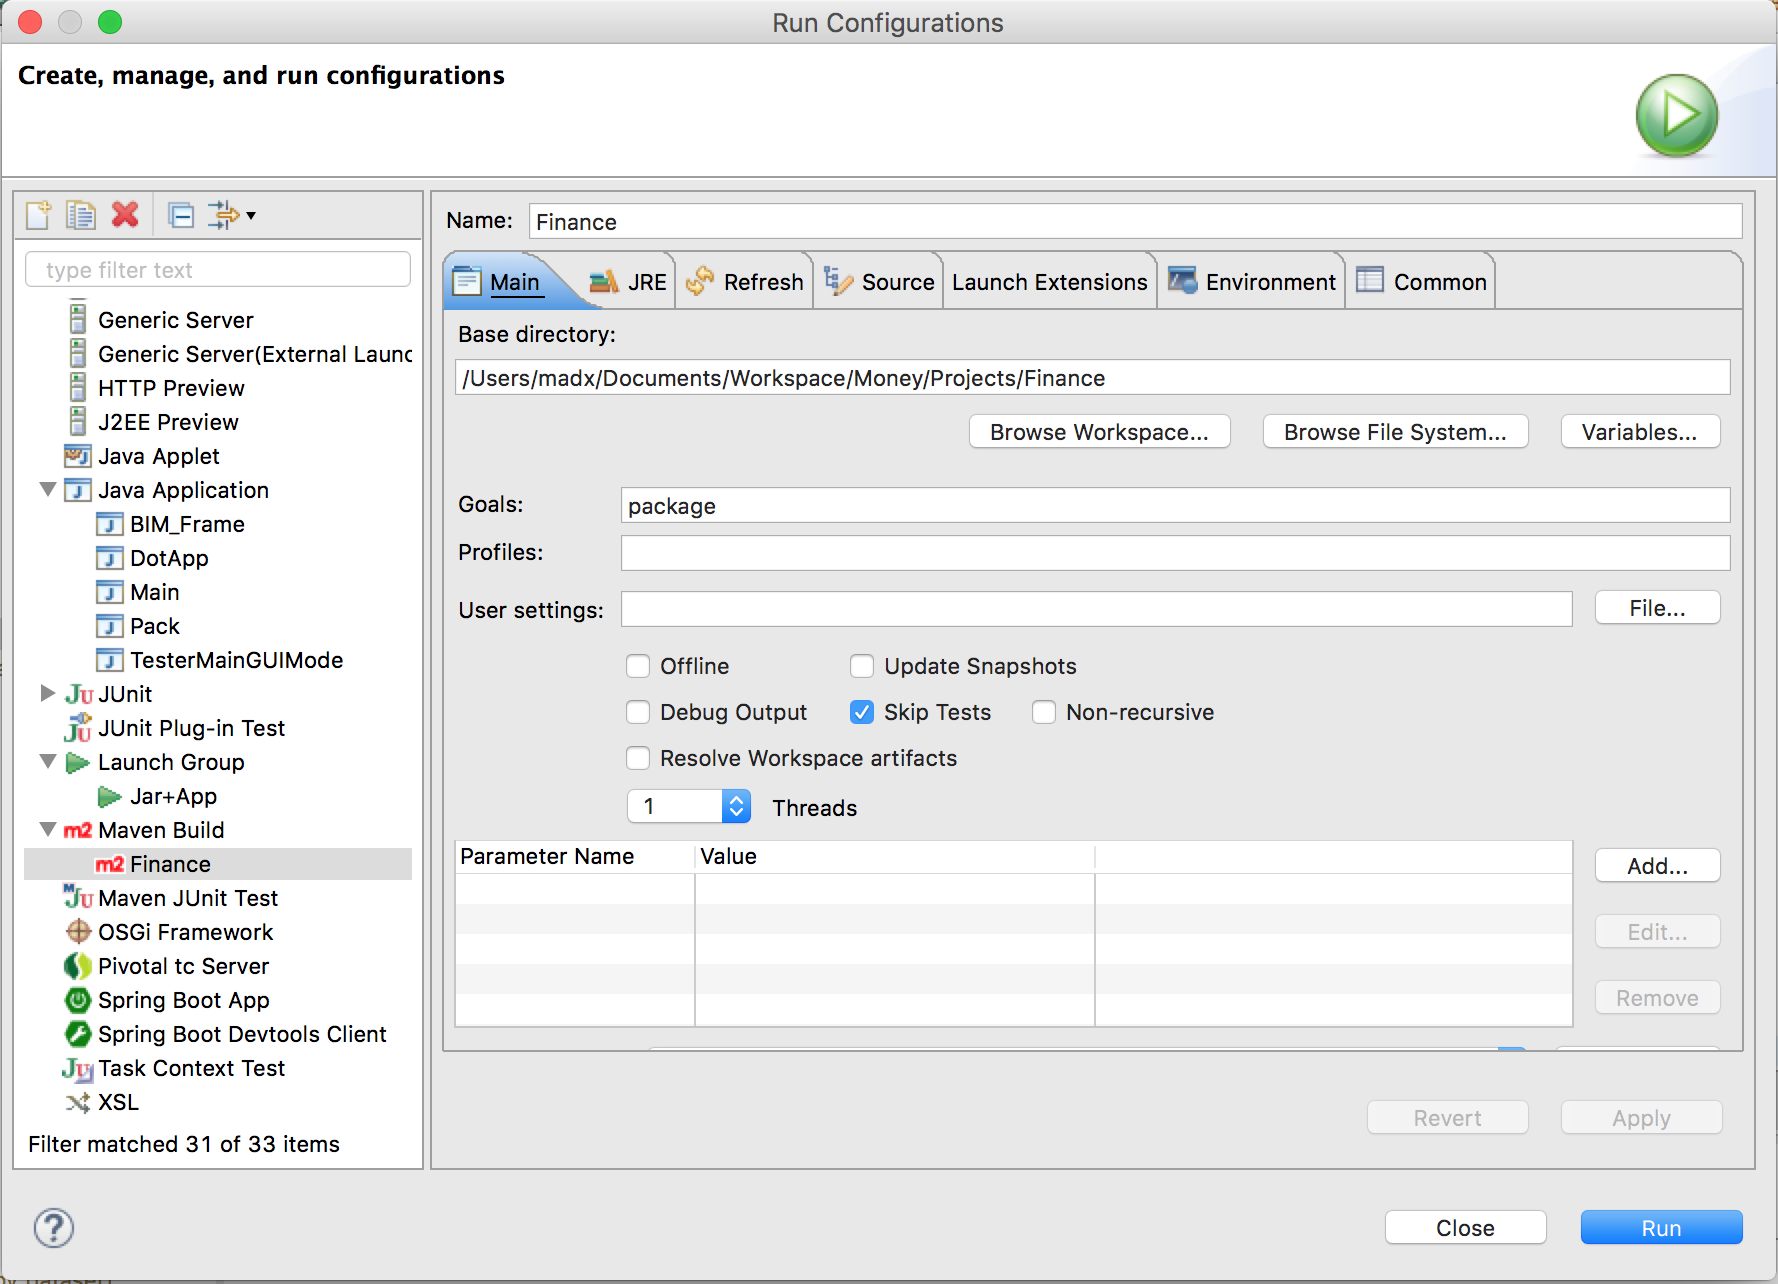 Run Configurations
Create, manage, and run configurations
type filter text
Generic Server
Generic Server(External Launc
HTTP Preview
J2EE Preview
Java Applet
Java Application
BIM_Frame
DotApp
Main
Pack
TesterMainGUIMode
JUnit
JUnit Plug-in Test
Launch Group
Jar+App
m2 Maven Build
m2 Finance
Maven JUnit Test
OSGi Framework
Pivotal tc Server
Spring Boot App
Spring Boot Devtools Client
Task Context Test
XSL
Filter matched 31 of 33 items
Name: Finance
Main JRE Refresh Source Launch Extensions Environment Common
Base directory:
/Users/madx/Documents/Workspace/Money/Projects/Finance
Browse Workspace... Browse File System... Variables...
Goals: package
Profiles:
User settings: File...
Offline Update Snapshots
Debug Output Skip Tests Non-recursive
Resolve Workspace artifacts
1 Threads
Parameter Name Value
Add...
Edit...
Remove
Revert Apply
Close Run